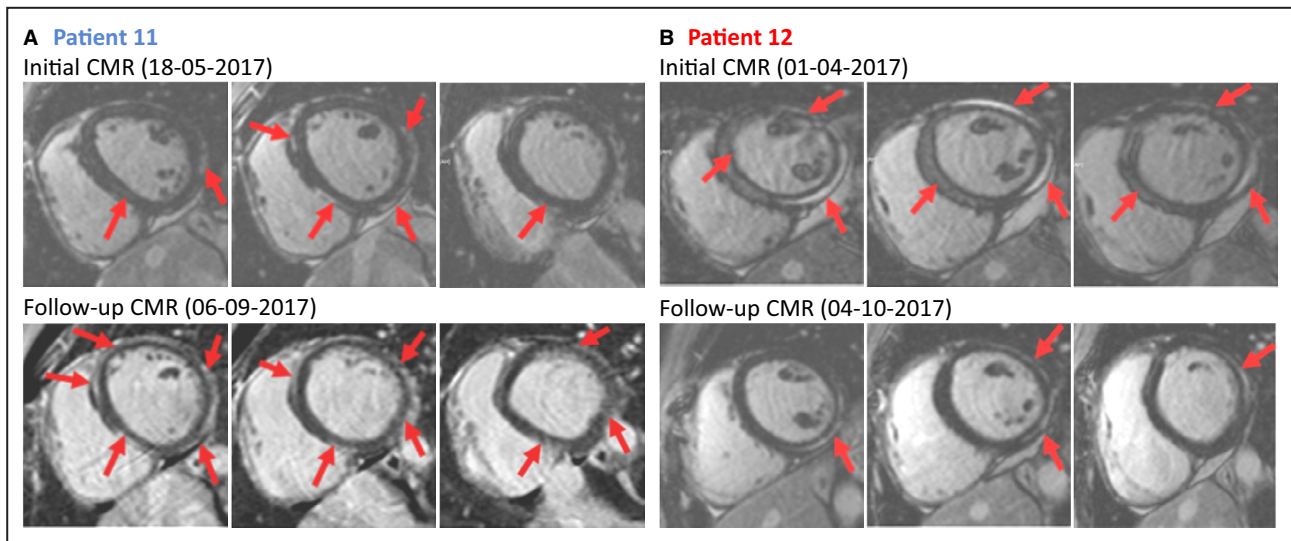 A Patient 11
Initial CMR (18-05-2017)
Follow-up CMR (06-09-2017)
B Patient 12
Initial CMR (01-04-2017)
Follow-up CMR (04-10-2017)